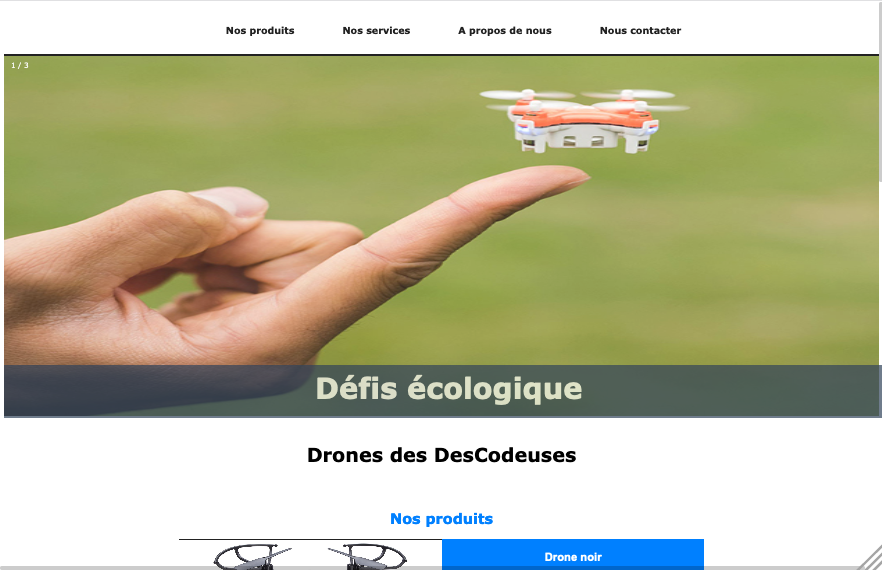 Nos produits Nos services A propos de nous Nous contacter
1 / 3
Défis écologique
Drones des DesCodeuses
Nos produits
Drone noir